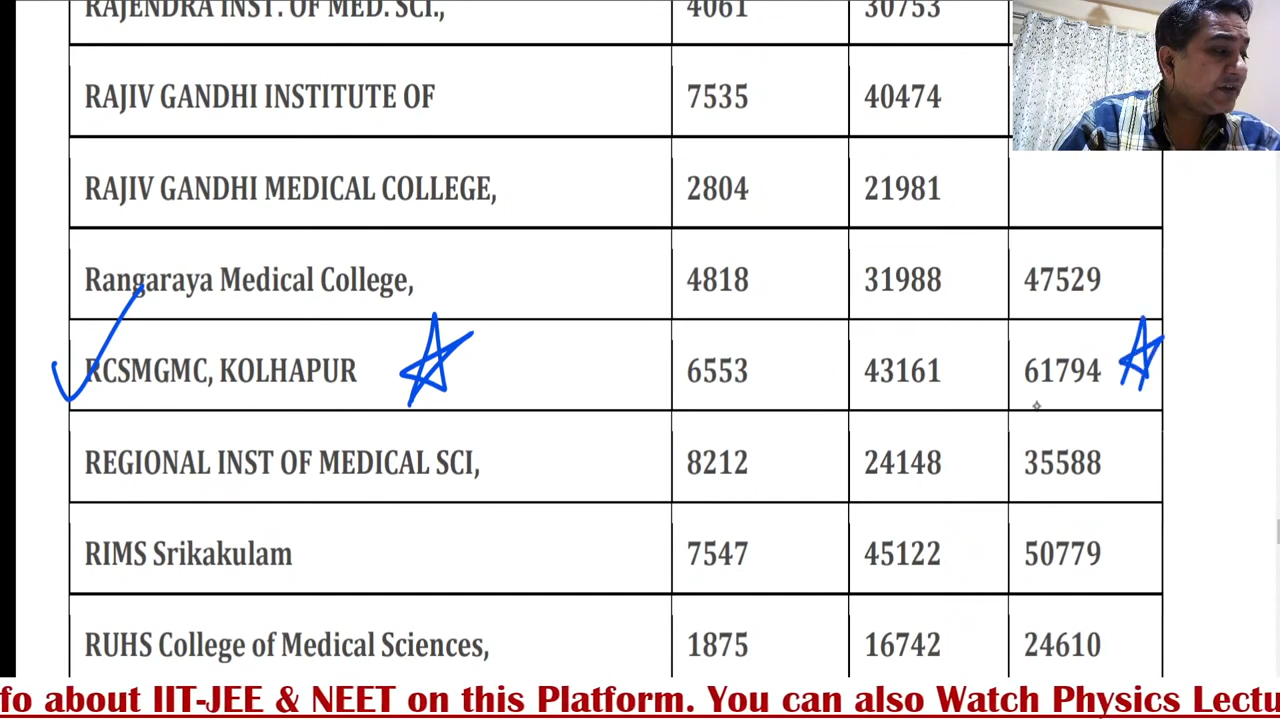 RAJENDRA INST. OF MED. SCI., 4061 30753
RAJIV GANDHI INSTITUTE OF 7535 40474
RAJIV GANDHI MEDICAL COLLEGE, 2804 21981
Rangaraya Medical College, 4818 31988 47529
RCSMGMC, KOLHAPUR 6553 43161 61794
REGIONAL INST OF MEDICAL SCI, 8212 24148 35588
RIMS Srikakulam 7547 45122 50779
RUHS College of Medical Sciences, 1875 16742 24610
fo about IIT-JEE & NEET on this Platform. You can also Watch Physics Lectu